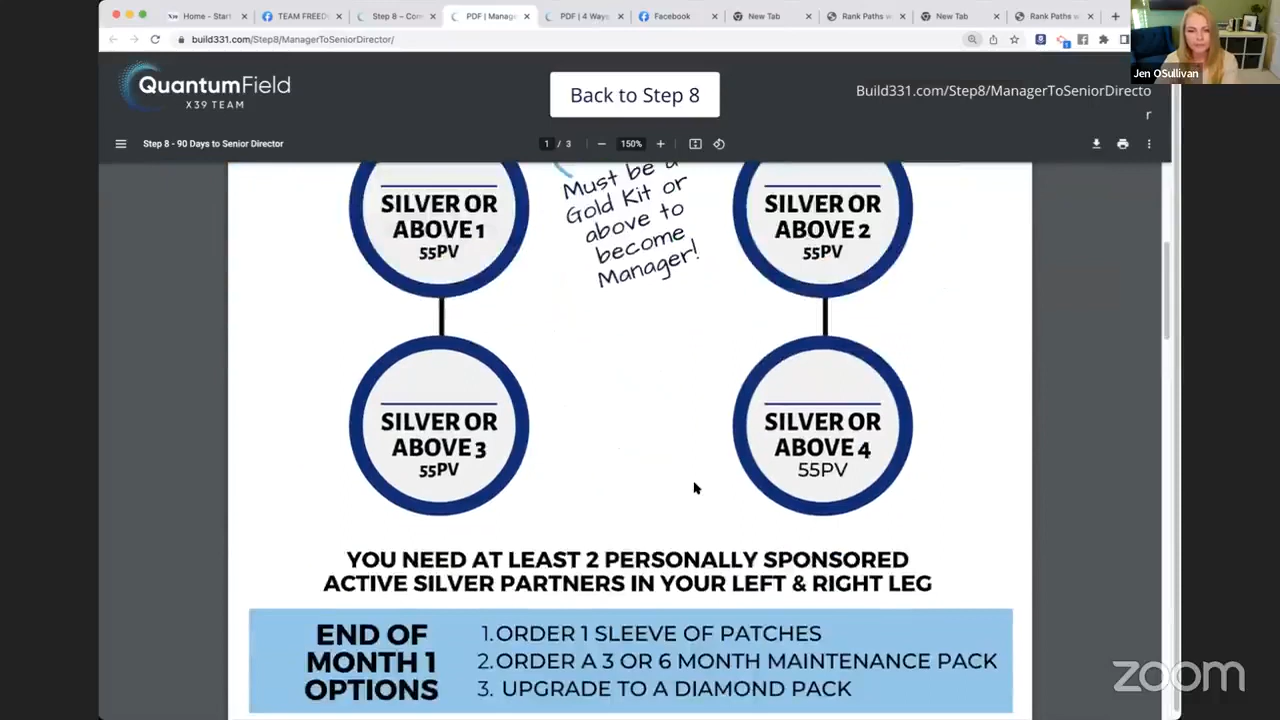 Home - Start
TEAM FREED
Step 8 – Com
PDF | Manag
PDF | 4 Ways
Facebook
New Tab
Rank Paths w
New Tab
Rank Paths w
build331.com/Step8/ManagerToSeniorDirector/
Jen OSullivan
QuantumField
X39 TEAM
Back to Step 8
Build331.com/Step8/ManagerToSeniorDirecto
r
Step 8 - 90 Days to Senior Director
1 / 3
150%
Must be a
Gold Kit or
above to
become
Manager!
SILVER OR
ABOVE 1
55PV
SILVER OR
ABOVE 2
55PV
SILVER OR
ABOVE 3
55PV
SILVER OR
ABOVE 4
55PV
YOU NEED AT LEAST 2 PERSONALLY SPONSORED
ACTIVE SILVER PARTNERS IN YOUR LEFT & RIGHT LEG
END OF
MONTH 1
OPTIONS
1. ORDER 1 SLEEVE OF PATCHES
2. ORDER A 3 OR 6 MONTH MAINTENANCE PACK
3. UPGRADE TO A DIAMOND PACK
zoom